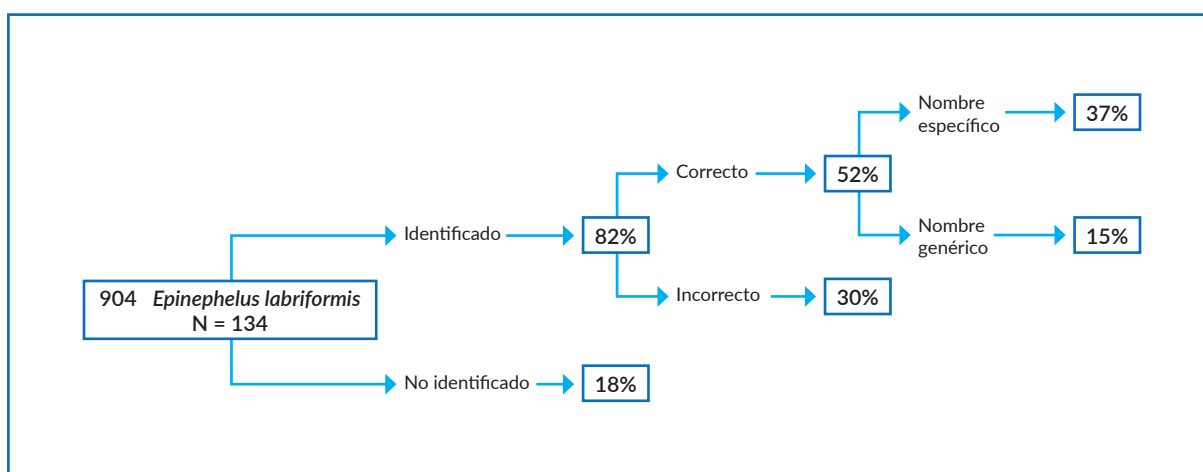 Nombre
específico
37%
Correcto
52%
Identificado
82%
Nombre
genérico
15%
904 Epinephelus labriformis
N = 134
Incorrecto
30%
No identificado
18%